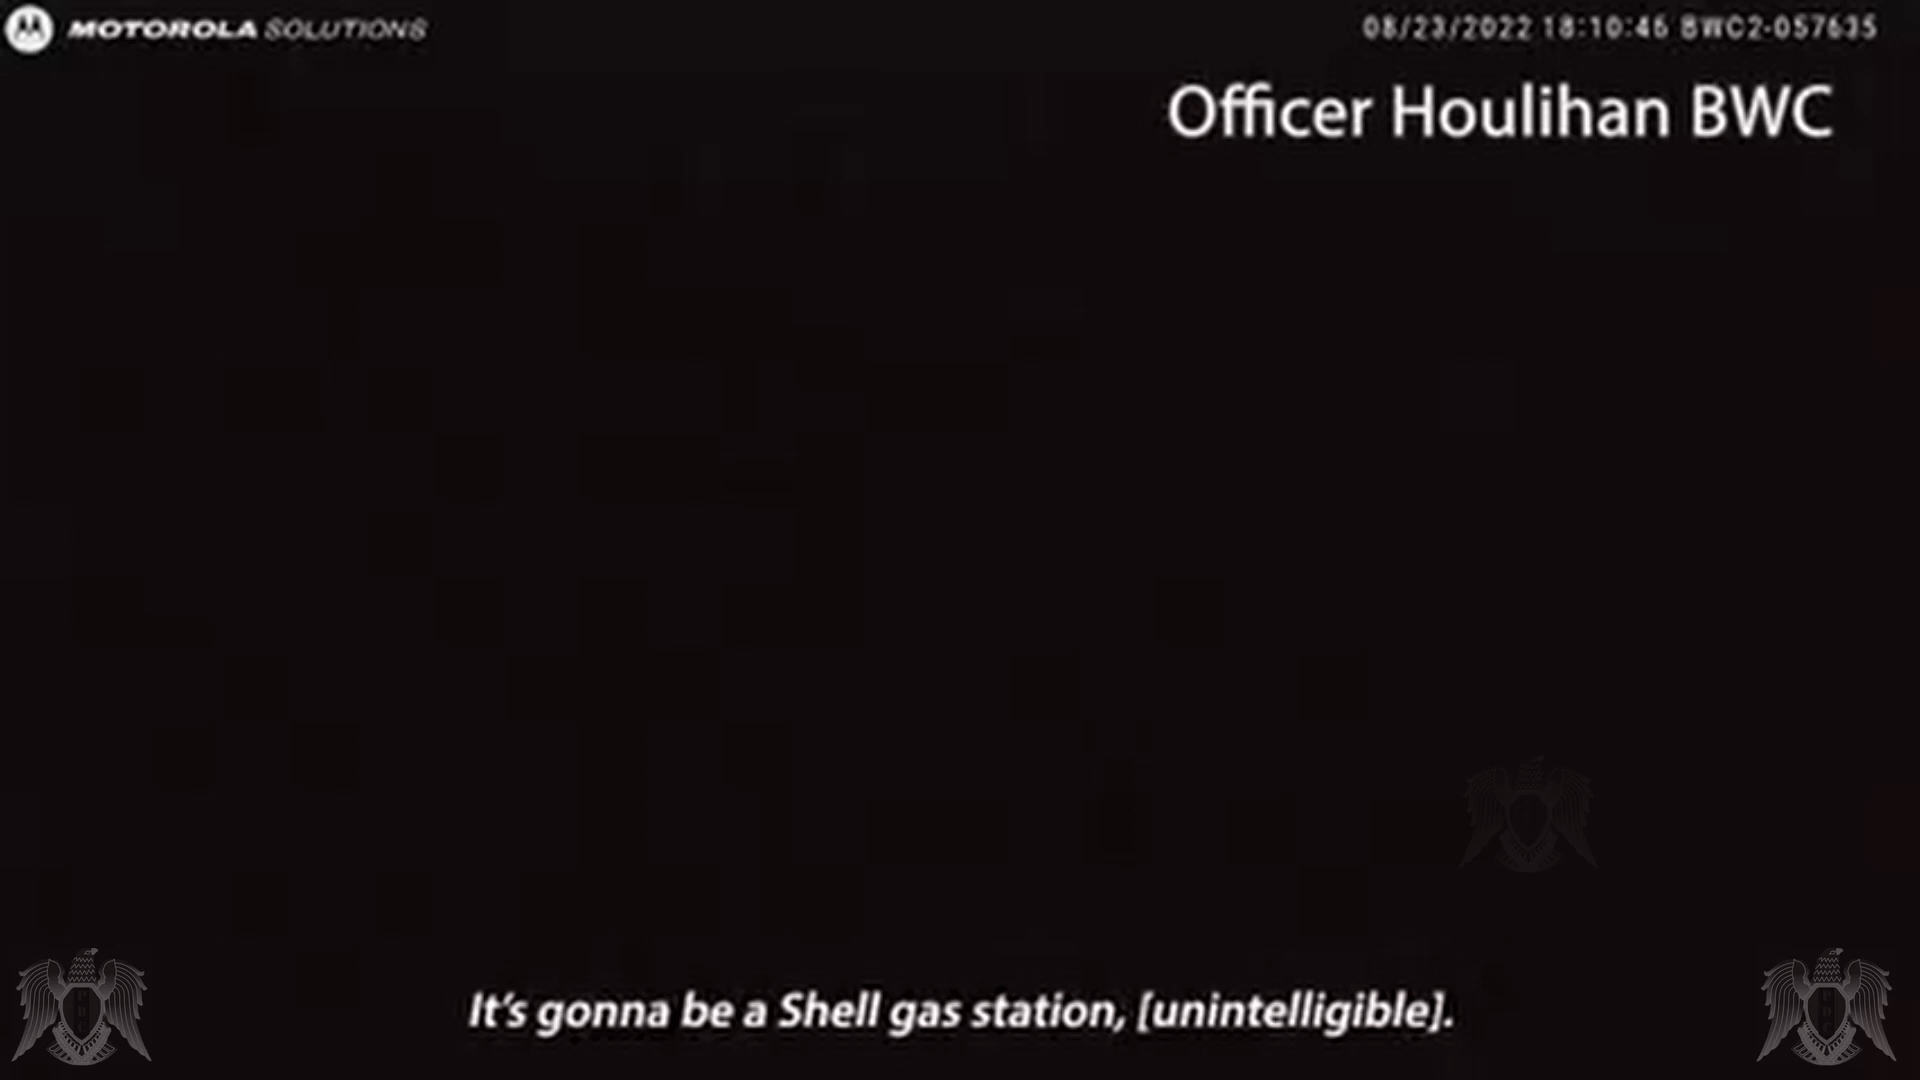 MOTOROLA SOLUTIONS
08/23/2022 18:10:46 BWC2-057635
Officer Houlihan BWC
It's gonna be a Shell gas station, [unintelligible].